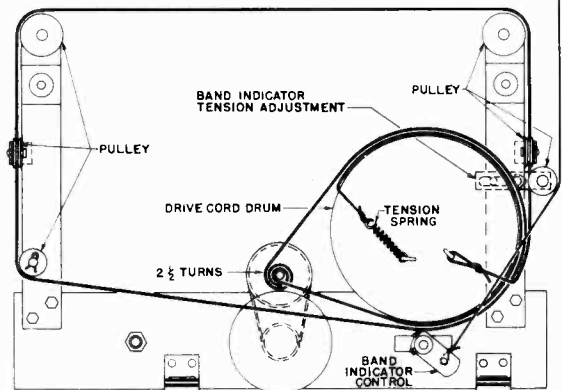 BAND INDICATOR
TENSION ADJUSTMENT
PULLEY
PULLEY
DRIVE CORD DRUM
TENSION
SPRING
2 ½ TURNS
BAND
INDICATOR
CONTROL